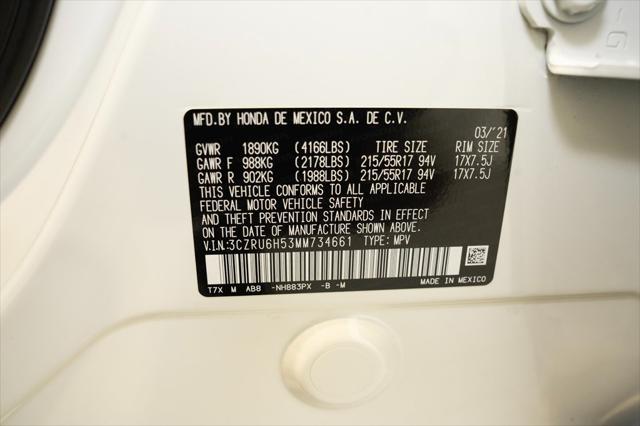 MFD.BY HONDA DE MEXICO S.A. DE C.V.
03/'21
GVWR 1890KG (4166LBS) TIRE SIZE RIM SIZE
GAWR F 988KG (2178LBS) 215/55R17 94V 17X7.5J
GAWR R 902KG (1988LBS) 215/55R17 94V 17X7.5J
THIS VEHICLE CONFORMS TO ALL APPLICABLE
FEDERAL MOTOR VEHICLE SAFETY
AND THEFT PREVENTION STANDARDS IN EFFECT
ON THE DATE OF MANUFACTURE SHOWN ABOVE.
V.I.N:3CZRU6H53MM734661 TYPE: MPV
T7X M AB8 -NH883PX -B -M MADE IN MEXICO